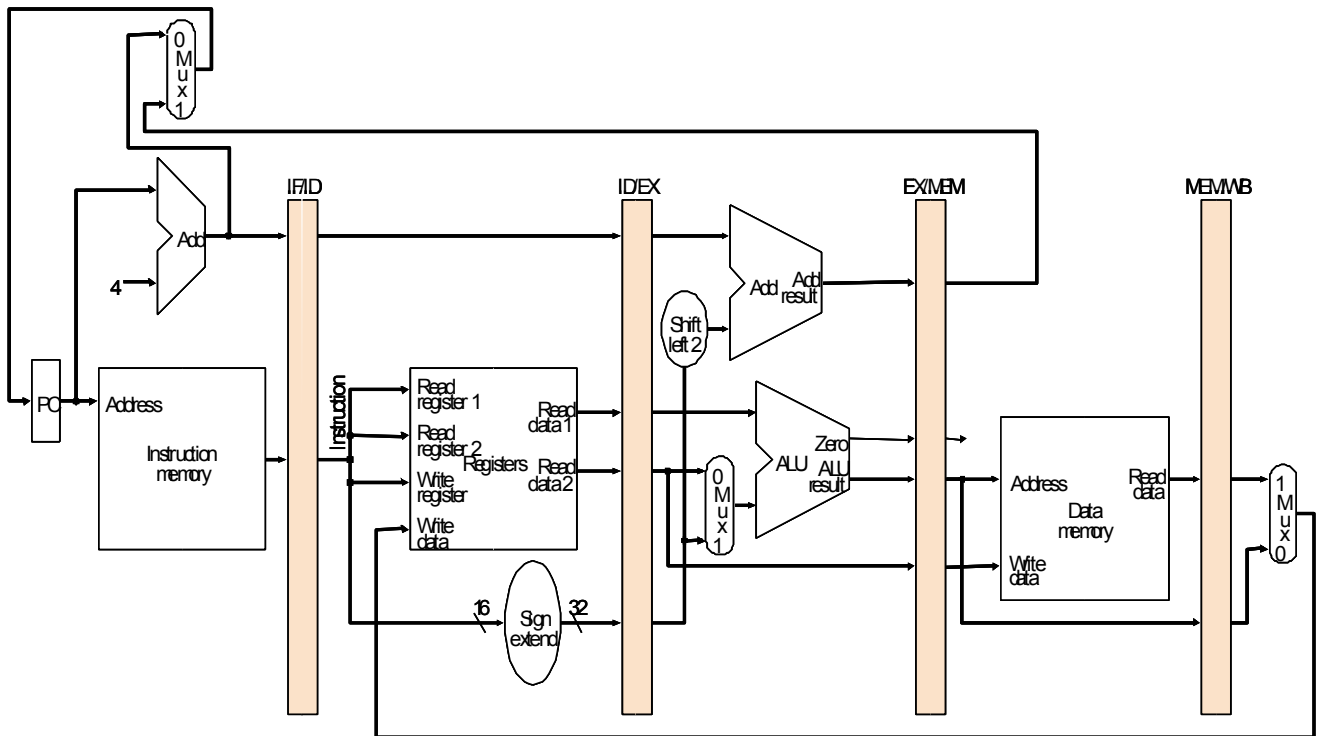 0
M
u
x
1
IF/ID
ID/EX
EX/MEM
MEM/WB
Add
4
Add
Add
result
Shift
left 2
PC
Address
Instruction
memory
Instruction
Read
register 1
Read
register 2
Write
register
Write
data
Registers
Read
data 1
Read
data 2
16
Sign
extend
32
0
M
u
x
1
Zero
ALU
ALU
result
Address
Read
data
Data
memory
Write
data
1
M
u
x
0